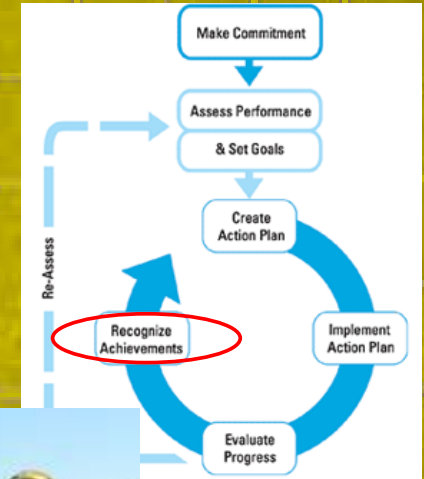 Make Commitment
Assess Performance
& Set Goals
Create
Action Plan
Re-Assess
Recognize
Achievements
Implement
Action Plan
Evaluate
Progress